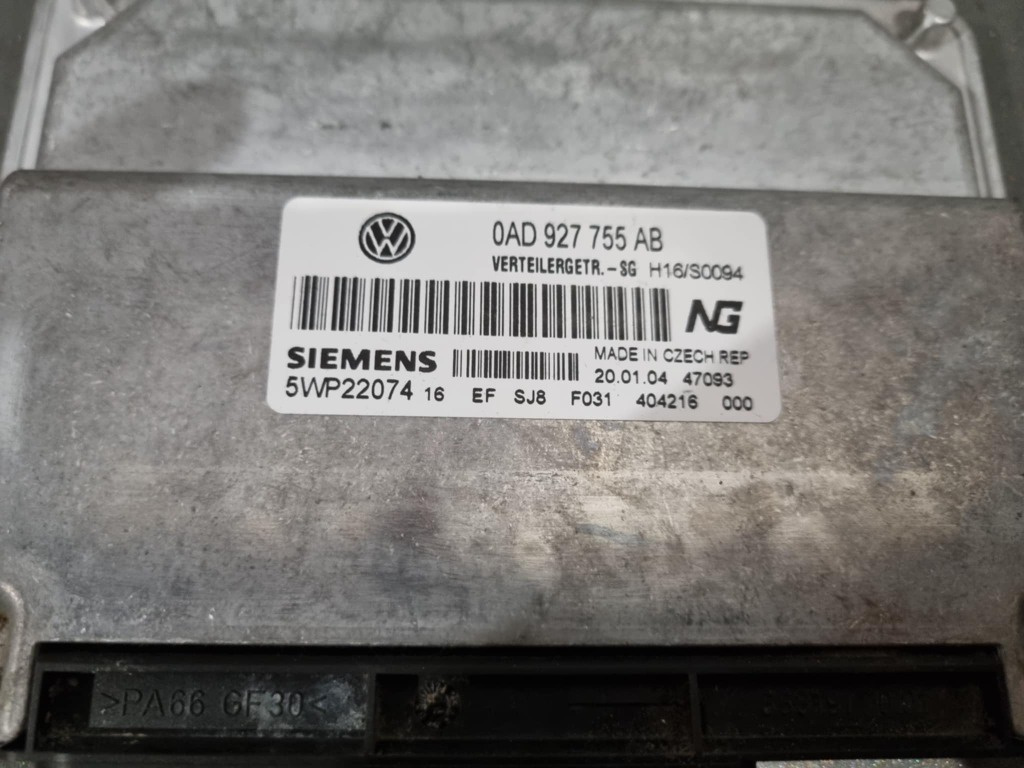 0AD 927 755 AB
VERTEILERGETR.-SG H16/S0094
NG
SIEMENS
MADE IN CZECH REP
20.01.04 47093
5WP22074 16 EF SJ8 F031 404216 000
>PA66 GF30<